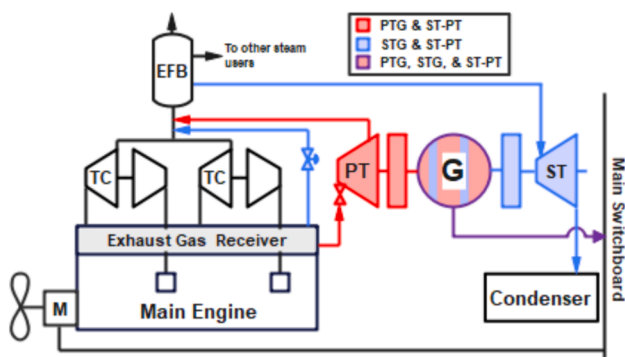 PTG & ST-PT
STG & ST-PT
PTG, STG, & ST-PT
To other steam
users
EFB
TC
TC
PT
G
ST
Exhaust Gas Receiver
Main Engine
M
Condenser
Main Switchboard